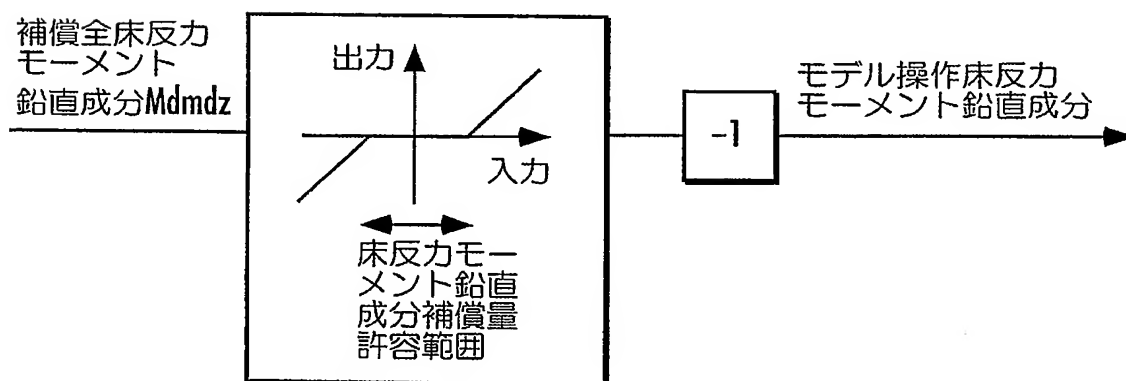 補償全床反力
モーメント
鉛直成分Mdmdz
出力
入力
床反力モー
メント鉛直
成分補償量
許容範囲
-1
モデル操作床反力
モーメント鉛直成分